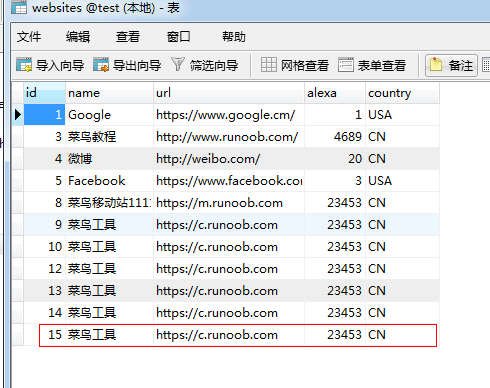 websites @test (本地) - 表
文件 编辑 查看 窗口 帮助
导入向导 导出向导 筛选向导 网格查看 表单查看 备注
id name url alexa country
1 Google https://www.google.cm/ 1 USA
3 菜鸟教程 http://www.runoob.com/ 4689 CN
4 微博 http://weibo.com/ 20 CN
5 Facebook https://www.facebook.con 3 USA
8 菜鸟移动站1111 https://m.runoob.com 23453 CN
9 菜鸟工具 https://c.runoob.com 23453 CN
10 菜鸟工具 https://c.runoob.com 23453 CN
12 菜鸟工具 https://c.runoob.com 23453 CN
13 菜鸟工具 https://c.runoob.com 23453 CN
14 菜鸟工具 https://c.runoob.com 23453 CN
15 菜鸟工具 https://c.runoob.com 23453 CN